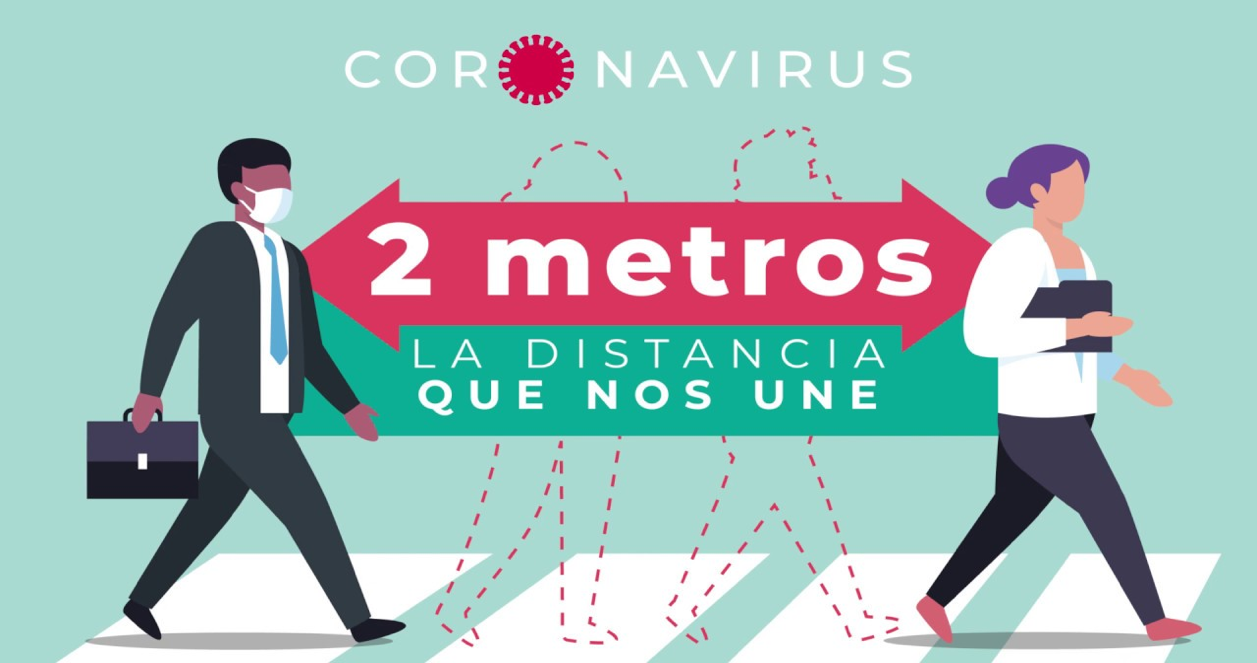 CORONAVIRUS
2 metros
LA DISTANCIA
QUE NOS UNE